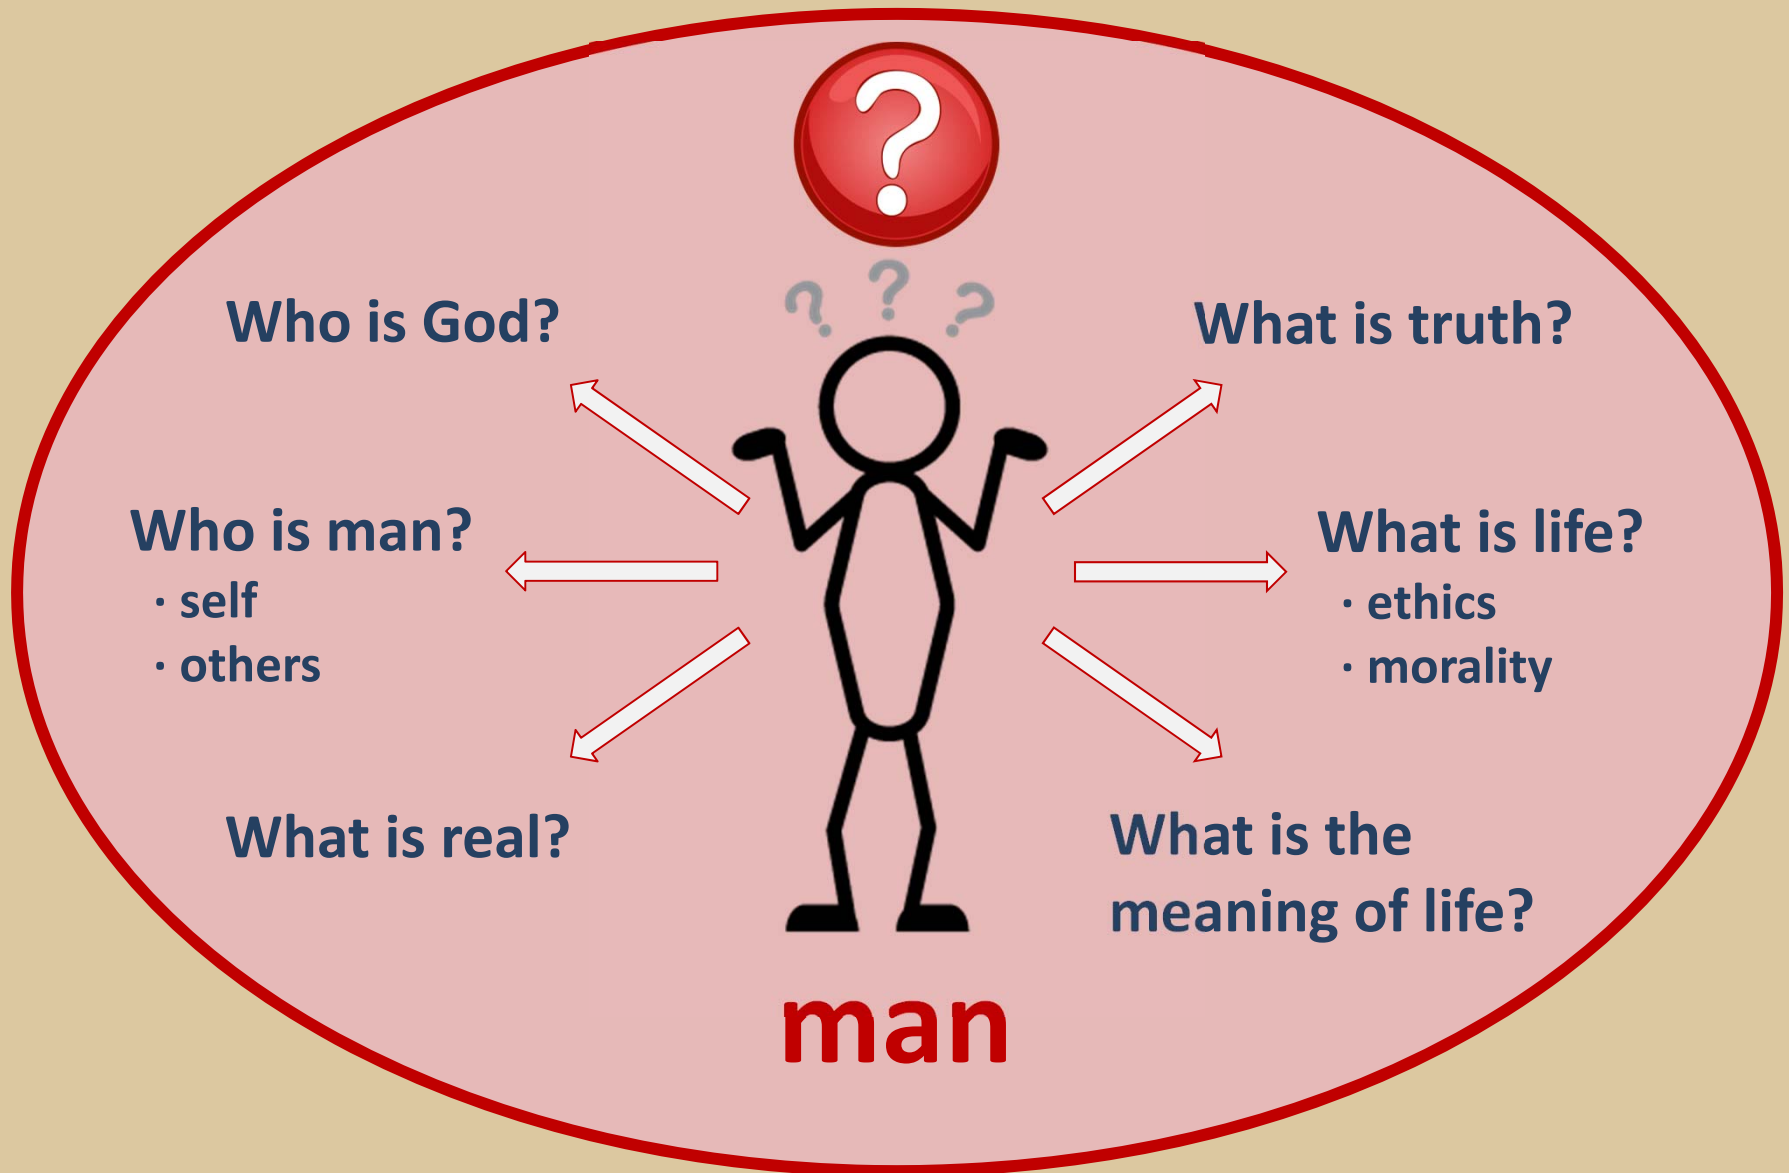 ?
? ? ?
Who is God?
What is truth?
Who is man?
· self
· others
What is life?
· ethics
· morality
What is real?
What is the
meaning of life?
man